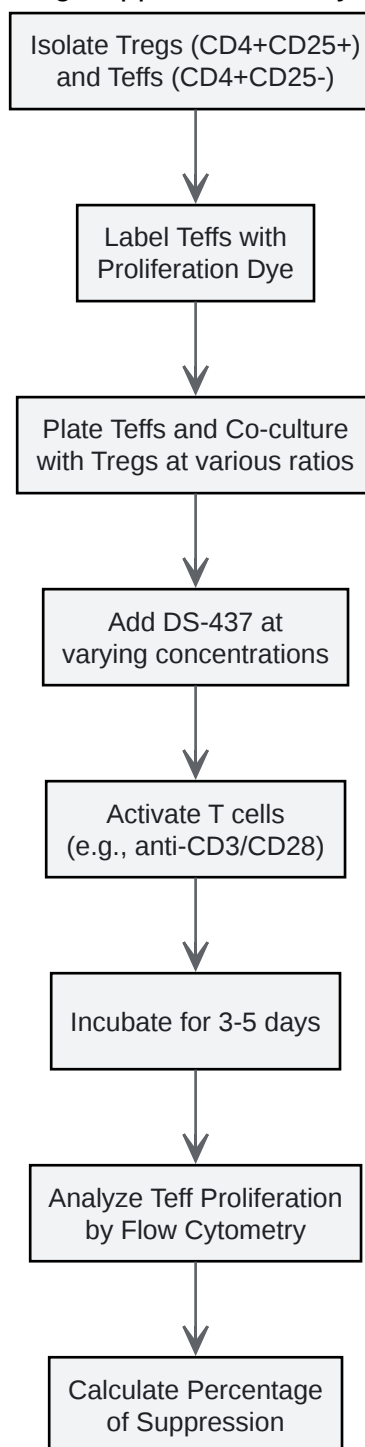 Isolate Tregs (CD4+CD25+)
and Teffs (CD4+CD25-)
Label Teffs with
Proliferation Dye
Plate Teffs and Co-culture
with Tregs at various ratios
Add DS-437 at
varying concentrations
Activate T cells
(e.g., anti-CD3/CD28)
Incubate for 3-5 days
Analyze Teff Proliferation
by Flow Cytometry
Calculate Percentage
of Suppression